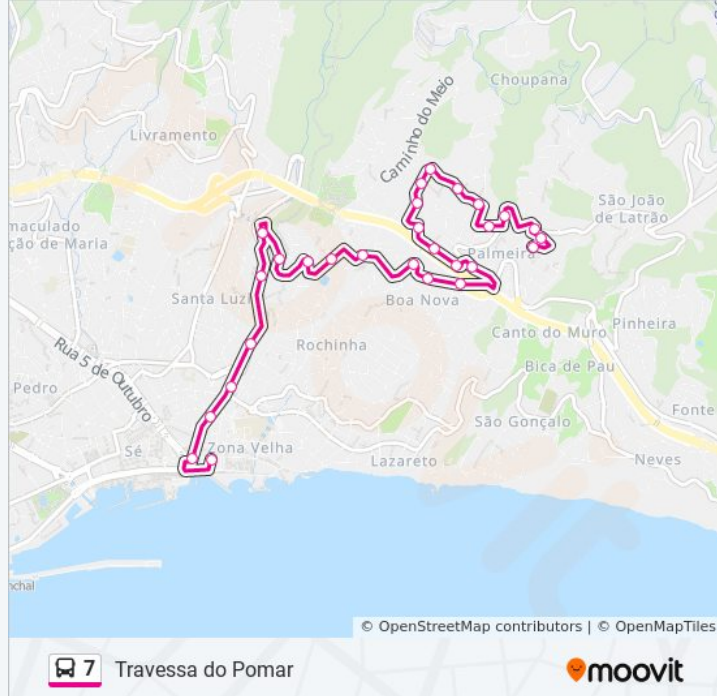 Choupana
Caminho do Meio
Livramento
São João
de Latrão
maculado
ção de Maria
Palmeira
Santa Luzi
Boa Nova
Pinheira
Canto do Muro
Rochinha
Bica de Pau
Rua 5 de Outubro
Pedro
Fonte
São Gonçalo
Sé
Zona Velha
Lazareto
Neves
nchal
© OpenStreetMap contributors | © OpenMapTiles
7 Travessa do Pomar
moovit